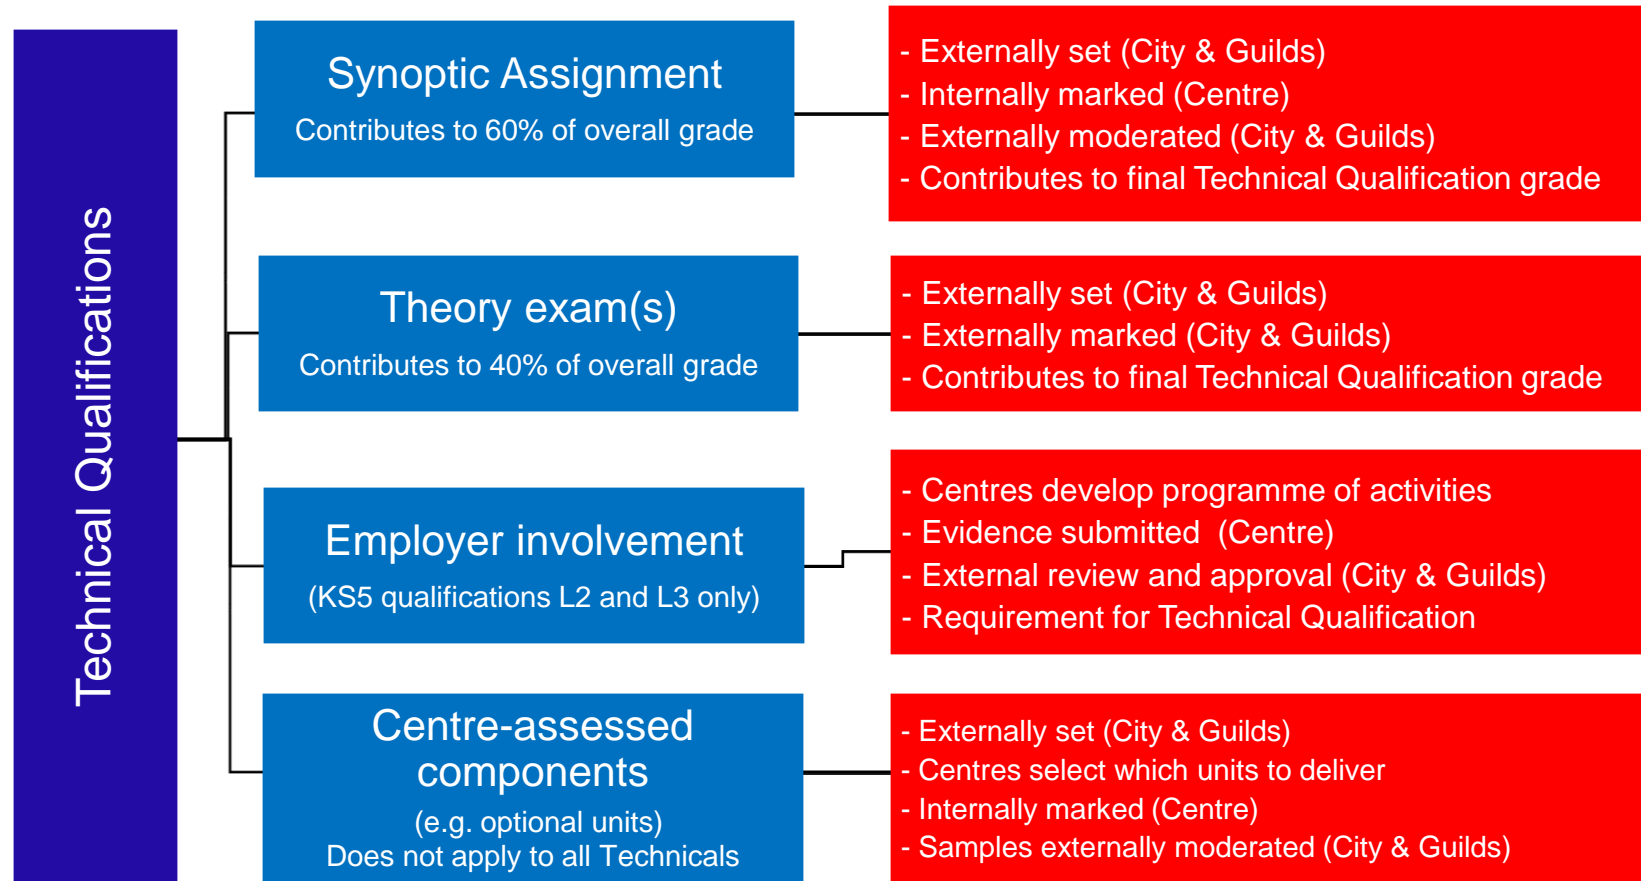 Technical Qualifications
Synoptic Assignment
Contributes to 60% of overall grade
- Externally set (City & Guilds)
- Internally marked (Centre)
- Externally moderated (City & Guilds)
- Contributes to final Technical Qualification grade
Theory exam(s)
Contributes to 40% of overall grade
- Externally set (City & Guilds)
- Externally marked (City & Guilds)
- Contributes to final Technical Qualification grade
Employer involvement
(KS5 qualifications L2 and L3 only)
- Centres develop programme of activities
- Evidence submitted  (Centre)
- External review and approval (City & Guilds)
- Requirement for Technical Qualification
Centre-assessed
components
(e.g. optional units)
Does not apply to all Technicals
- Externally set (City & Guilds)
- Centres select which units to deliver
- Internally marked (Centre)
- Samples externally moderated (City & Guilds)